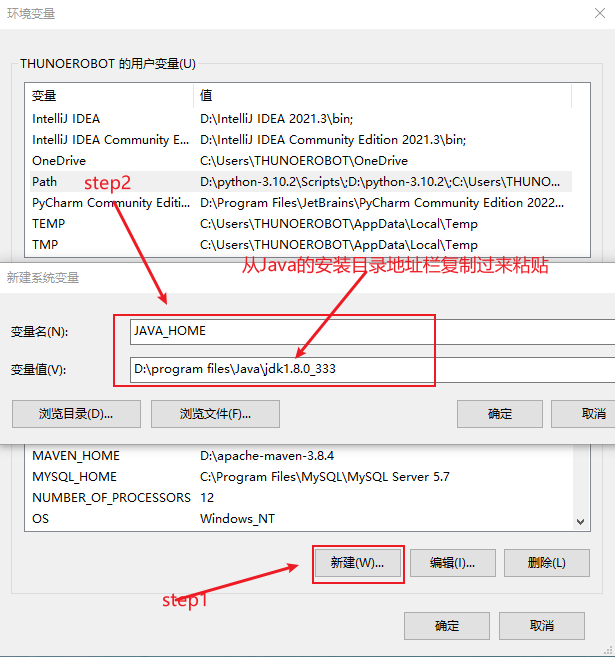 环境变量
THUNOEROBOT 的用户变量(U)
变量 值
IntelliJ IDEA D:\IntelliJ IDEA 2021.3\bin;
IntelliJ IDEA Community E... D:\IntelliJ IDEA Community Edition 2021.3\bin;
OneDrive C:\Users\THUNOEROBOT\OneDrive
Path D:\python-3.10.2\Scripts\;D:\python-3.10.2\;C:\Users\THUNO...
step2
PyCharm Community Editi... D:\Program Files\JetBrains\PyCharm Community Edition 2022...
TEMP C:\Users\THUNOEROBOT\AppData\Local\Temp
TMP C:\Users\THUNOEROBOT\AppData\Local\Temp
从Java的安装目录地址栏复制过来粘贴
新建系统变量
变量名(N): JAVA_HOME
变量值(V): D:\program files\Java\jdk1.8.0_333
浏览目录(D)... 浏览文件(F)... 确定 取消
MAVEN_HOME D:\apache-maven-3.8.4
MYSQL_HOME C:\Program Files\MySQL\MySQL Server 5.7
NUMBER_OF_PROCESSORS 12
OS Windows_NT
新建(W)... 编辑(I)... 删除(L)
step1
确定 取消